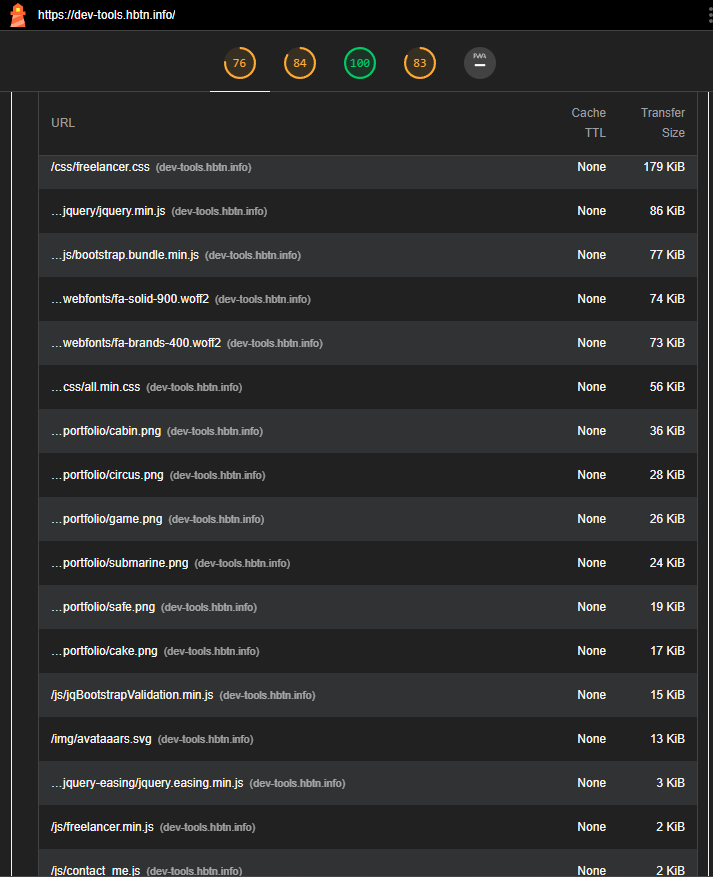 https://dev-tools.hbtn.info/
76 84 100 83 PWA
URL Cache TTL Transfer Size
/css/freelancer.css (dev-tools.hbtn.info) None 179 KiB
…jquery/jquery.min.js (dev-tools.hbtn.info) None 86 KiB
…js/bootstrap.bundle.min.js (dev-tools.hbtn.info) None 77 KiB
…webfonts/fa-solid-900.woff2 (dev-tools.hbtn.info) None 74 KiB
…webfonts/fa-brands-400.woff2 (dev-tools.hbtn.info) None 73 KiB
…css/all.min.css (dev-tools.hbtn.info) None 56 KiB
…portfolio/cabin.png (dev-tools.hbtn.info) None 36 KiB
…portfolio/circus.png (dev-tools.hbtn.info) None 28 KiB
…portfolio/game.png (dev-tools.hbtn.info) None 26 KiB
…portfolio/submarine.png (dev-tools.hbtn.info) None 24 KiB
…portfolio/safe.png (dev-tools.hbtn.info) None 19 KiB
…portfolio/cake.png (dev-tools.hbtn.info) None 17 KiB
/js/jqBootstrapValidation.min.js (dev-tools.hbtn.info) None 15 KiB
/img/avataaars.svg (dev-tools.hbtn.info) None 13 KiB
…jquery-easing/jquery.easing.min.js (dev-tools.hbtn.info) None 3 KiB
/js/freelancer.min.js (dev-tools.hbtn.info) None 2 KiB
/js/contact_me.js (dev-tools.hbtn.info) None 2 KiB